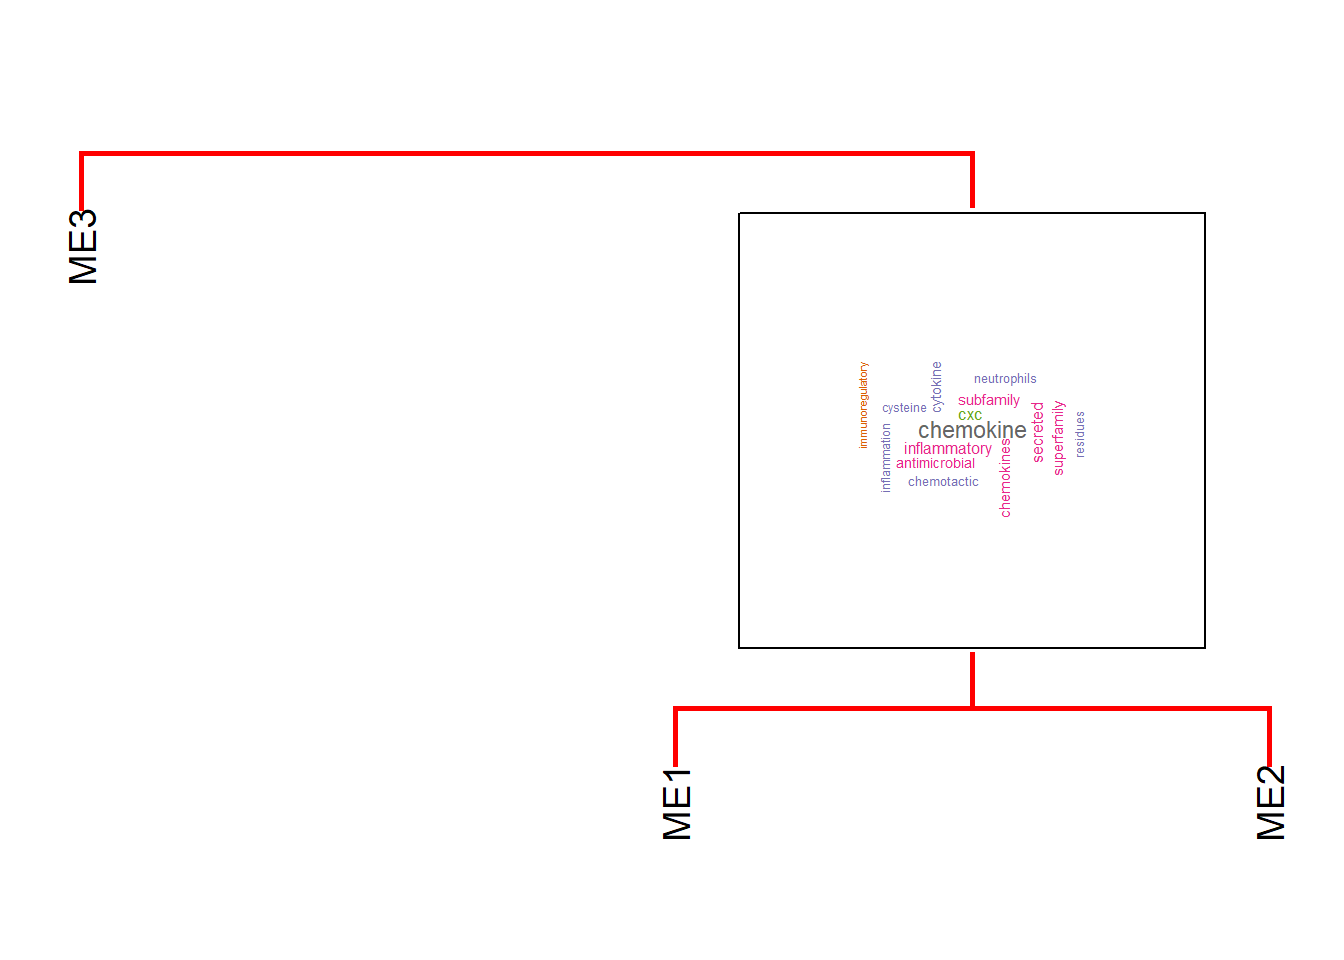 ME3
immunoregulatory
cytokine
neutrophils
cysteine
subfamily
cxc
secreted
superfamily
residues
chemokine
inflammation
inflammatory
antimicrobial
chemokines
chemotactic
ME1
ME2